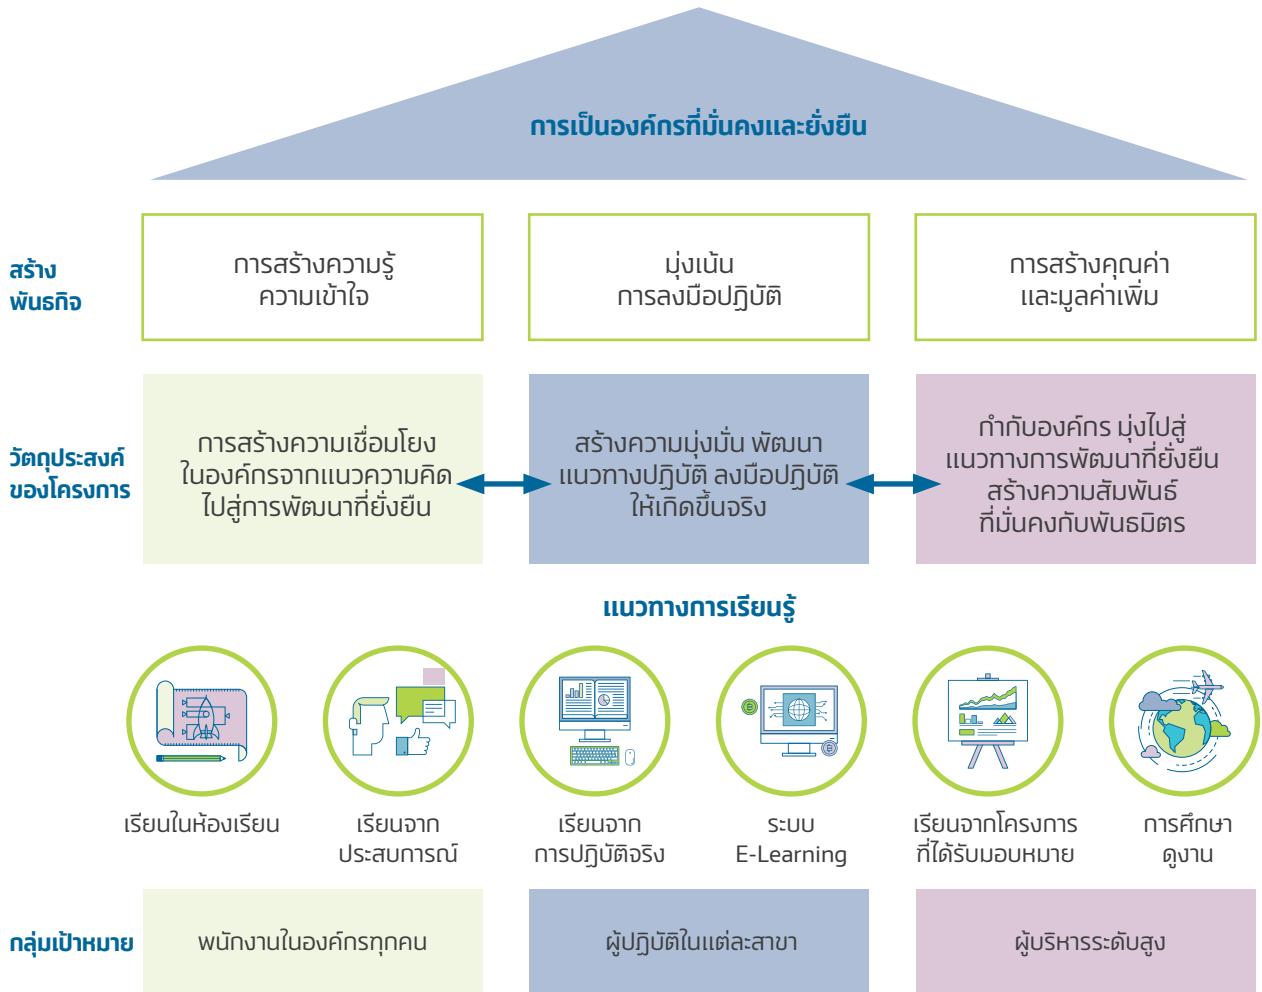 การเป็นองค์กรที่มั่นคงและยั่งยืน
สร้าง
พันธกิจ
การสร้างความรู้
ความเข้าใจ
มุ่งเน้น
การลงมือปฏิบัติ
การสร้างคุณค่า
และมูลค่าเพิ่ม
วัตถุประสงค์
ของโครงการ
การสร้างความเชื่อมโยง
ในองค์กรจากแนวความคิด
ไปสู่การพัฒนาที่ยั่งยืน
สร้างความมุ่งมั่น พัฒนา
แนวทางปฏิบัติ ลงมือปฏิบัติ
ให้เกิดขึ้นจริง
กำกับองค์กร มุ่งไปสู่
แนวทางการพัฒนาที่ยั่งยืน
สร้างความสัมพันธ์
ที่มั่นคงกับพันธมิตร
แนวทางการเรียนรู้
เรียนในห้องเรียน
เรียนจาก
ประสบการณ์
เรียนจาก
การปฏิบัติจริง
ระบบ
E-Learning
เรียนจากโครงการ
ที่ได้รับมอบหมาย
การศึกษา
ดูงาน
กลุ่มเป้าหมาย
พนักงานในองค์กรทุกคน
ผู้ปฏิบัติในแต่ละสาขา
ผู้บริหารระดับสูง